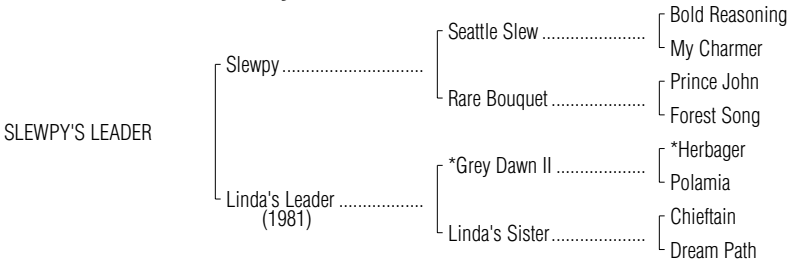 Bold Reasoning
Seattle Slew ......................
My Charmer
Slewpy.............................
Prince John
Rare Bouquet ....................
Forest Song
SLEWPY'S LEADER
*Herbager
*Grey Dawn II ...................
Polamia
Linda's Leader ..................
(1981)
Chieftain
Linda's Sister....................
Dream Path